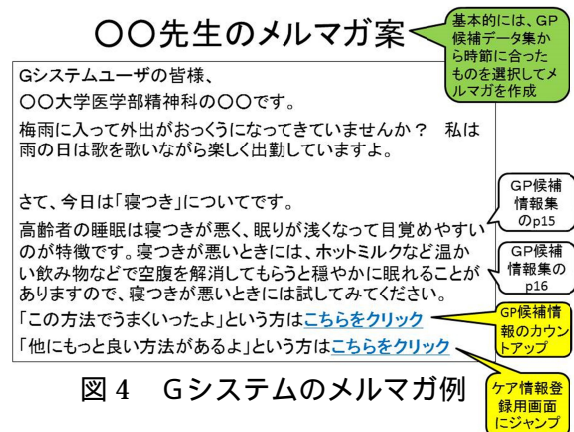 〇〇先生のメルマガ案
基本的には、GP
候補データ集か
ら時節に合った
ものを選択してメ
ルマガを作成
Gシステムユーザの皆様、
〇〇大学医学部精神科の〇〇です。
梅雨に入って外出がおっくうになってきていませんか？　私は
雨の日は歌を歌いながら楽しく出勤していますよ。
さて、今日は「寝つき」についてです。
高齢者の睡眠は寝つきが悪く、眠りが浅くなって目覚めやすい
のが特徴です。寝つきが悪いときには、ホットミルクなど温か
い飲み物などで空腹を解消してもらうと穏やかに眠れることが
ありますので、寝つきが悪いときには試してみてください。
「この方法でうまくいったよ」という方はこちらをクリック
「他にもっと良い方法があるよ」という方はこちらをクリック
GP候補
情報集
のp15
GP候補
情報集の
p16
GP候補情
報のカウン
トアップ
ケア情報登
録用画面
にジャンプ
図４　Gシステムのメルマガ例